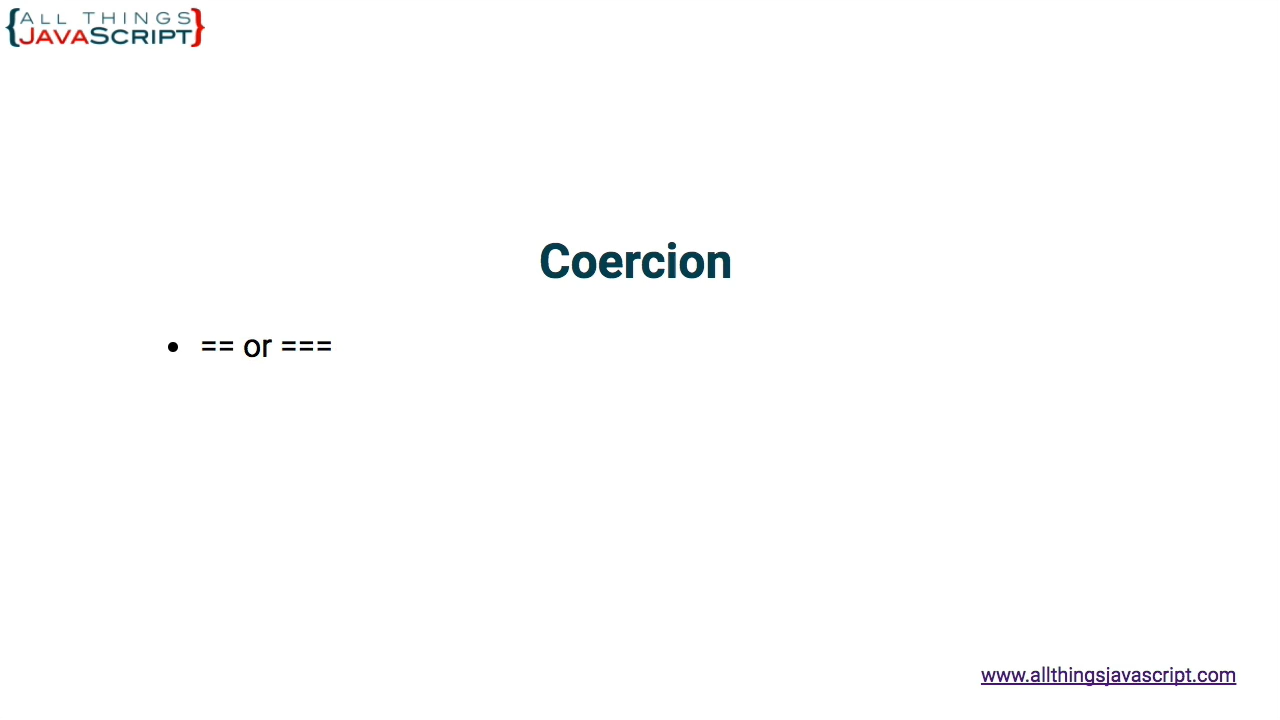 {ALL THINGS
JAVASCRIPT}
Coercion
• == or ===
www.allthingsjavascript.com